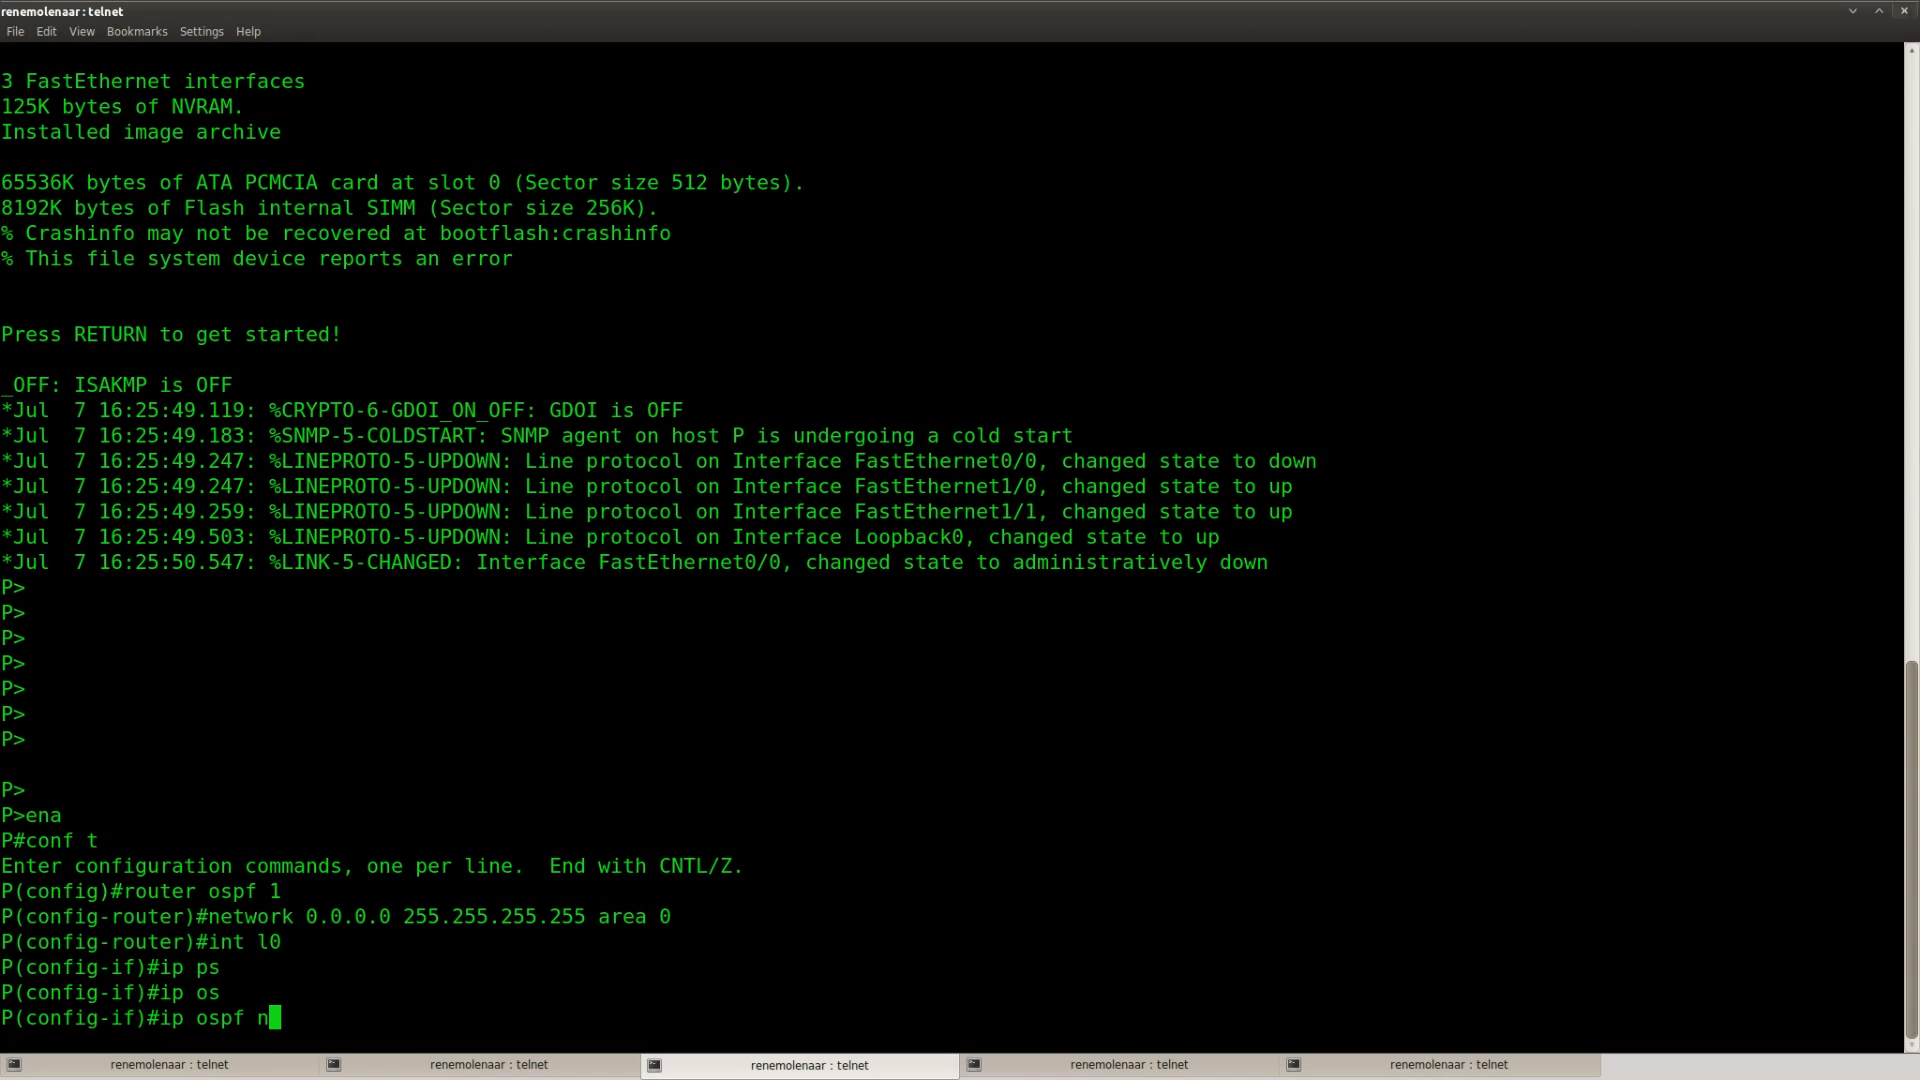 renemolenaar : telnet
File Edit View Bookmarks Settings Help
3 FastEthernet interfaces
125K bytes of NVRAM.
Installed image archive
65536K bytes of ATA PCMCIA card at slot 0 (Sector size 512 bytes).
8192K bytes of Flash internal SIMM (Sector size 256K).
% Crashinfo may not be recovered at bootflash:crashinfo
% This file system device reports an error
Press RETURN to get started!
_OFF: ISAKMP is OFF
*Jul  7 16:25:49.119: %CRYPTO-6-GDOI_ON_OFF: GDOI is OFF
*Jul  7 16:25:49.183: %SNMP-5-COLDSTART: SNMP agent on host P is undergoing a cold start
*Jul  7 16:25:49.247: %LINEPROTO-5-UPDOWN: Line protocol on Interface FastEthernet0/0, changed state to down
*Jul  7 16:25:49.247: %LINEPROTO-5-UPDOWN: Line protocol on Interface FastEthernet1/0, changed state to up
*Jul  7 16:25:49.259: %LINEPROTO-5-UPDOWN: Line protocol on Interface FastEthernet1/1, changed state to up
*Jul  7 16:25:49.503: %LINEPROTO-5-UPDOWN: Line protocol on Interface Loopback0, changed state to up
*Jul  7 16:25:50.547: %LINK-5-CHANGED: Interface FastEthernet0/0, changed state to administratively down
P>
P>
P>
P>
P>
P>
P>
P>
P>ena
P#conf t
Enter configuration commands, one per line.  End with CNTL/Z.
P(config)#router ospf 1
P(config-router)#network 0.0.0.0 255.255.255.255 area 0
P(config-router)#int l0
P(config-if)#ip ps
P(config-if)#ip os
P(config-if)#ip ospf n
renemolenaar : telnet renemolenaar : telnet renemolenaar : telnet renemolenaar : telnet renemolenaar : telnet